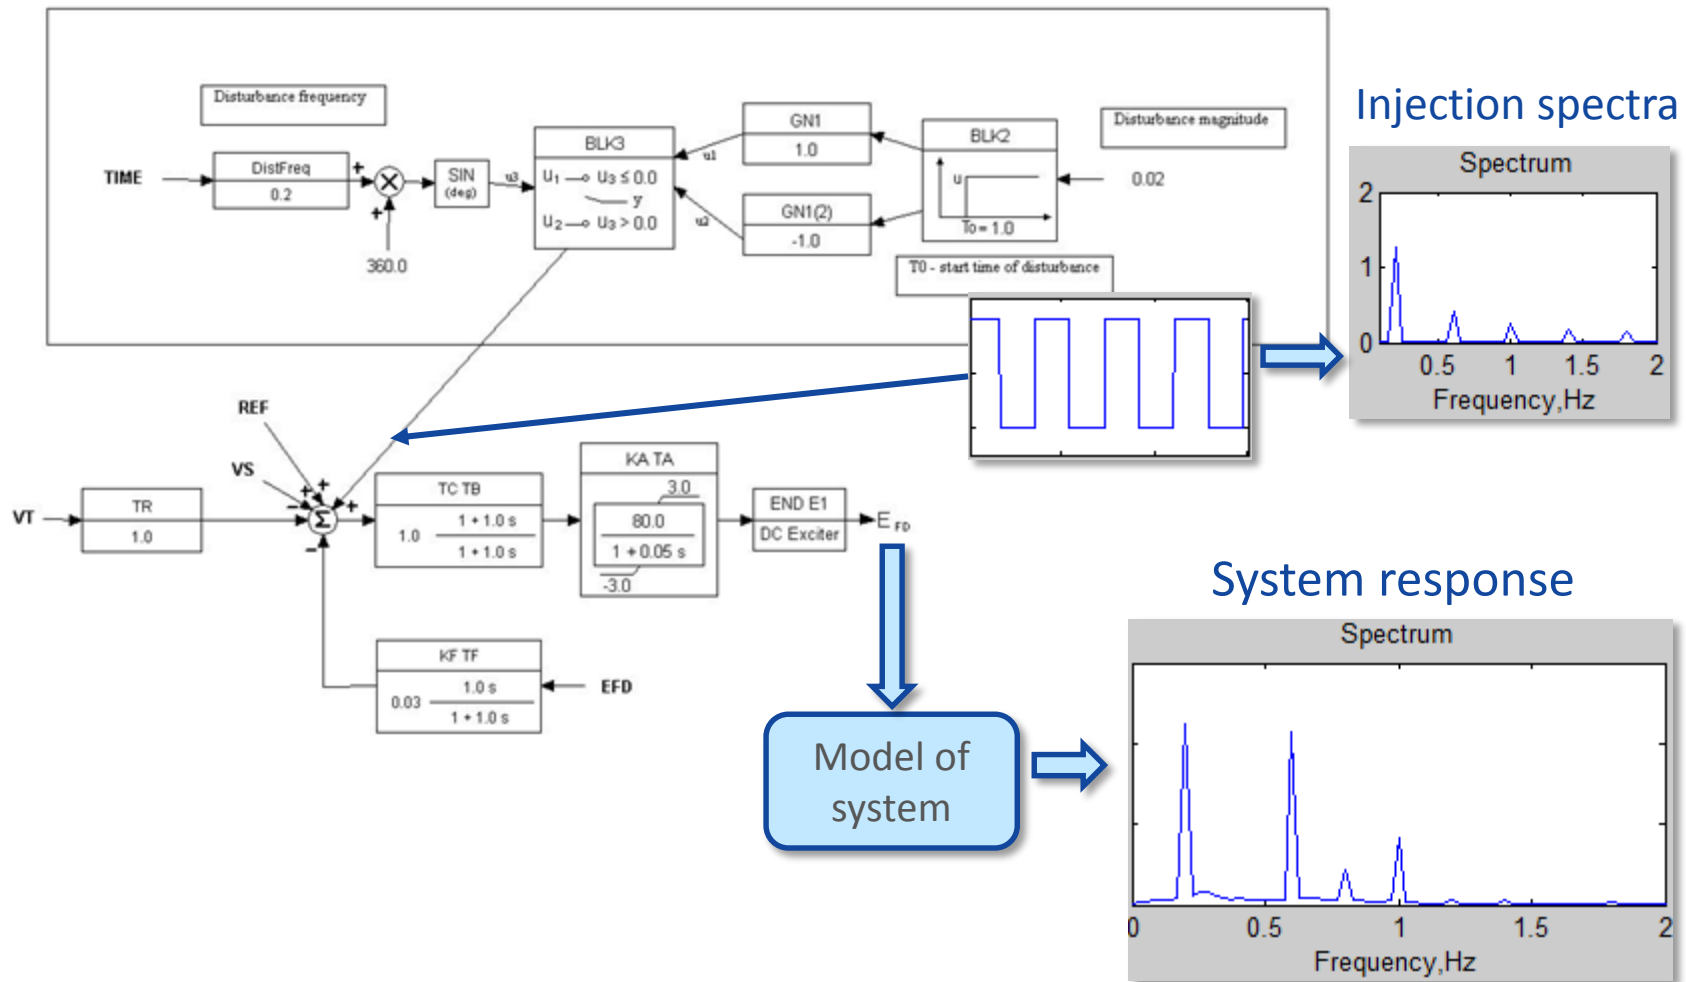 Disturbance frequency
Injection spectra
Disturbance magnitude
TIME
DistFreq
0.2
+
+
360.0
SIN
(deg)
u3
BLK3
u1 u3 ≤ 0.0
y
u2 u3 > 0.0
u1
u2
GN1
1.0
GN1(2)
-1.0
BLK2
u
To = 1.0
0.02
T0 - start time of disturbance
Spectrum
2
1
0
0.5 1 1.5 2
Frequency,Hz
REF
VS
VT
TR
1.0
+
+
−
Σ
+
−
TC TB
1.0 1 + 1.0 s
1 + 1.0 s
KA TA
3.0
80.0
1 + 0.05 s
-3.0
END E1
DC Exciter
E FD
KF TF
0.03 1.0 s
1 + 1.0 s
EFD
System response
Model of
system
Spectrum
0 0.5 1 1.5 2
Frequency,Hz